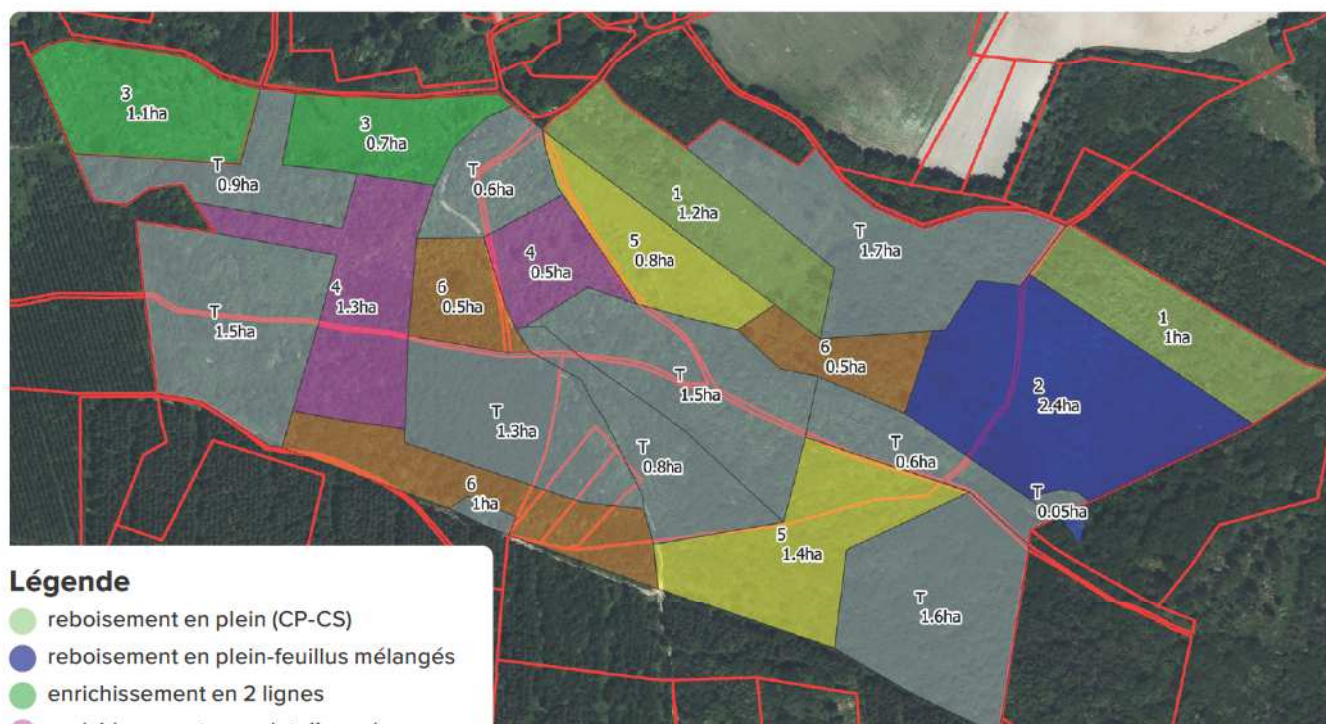 3
1.1ha
3
0.7ha
T
0.9ha
T
0.6ha
1
1.2ha
T
1.7ha
5
0.8ha
4
0.5ha
4
1.3ha
6
0.5ha
T
1.5ha
1
1ha
6
0.5ha
2
2.4ha
T
1.5ha
T
1.3ha
T
0.8ha
T
0.6ha
6
1ha
T
0.05ha
5
1.4ha
T
1.6ha
Légende
reboisement en plein (CP-CS)
reboisement en plein-feuillus mélangés
enrichissement en 2 lignes